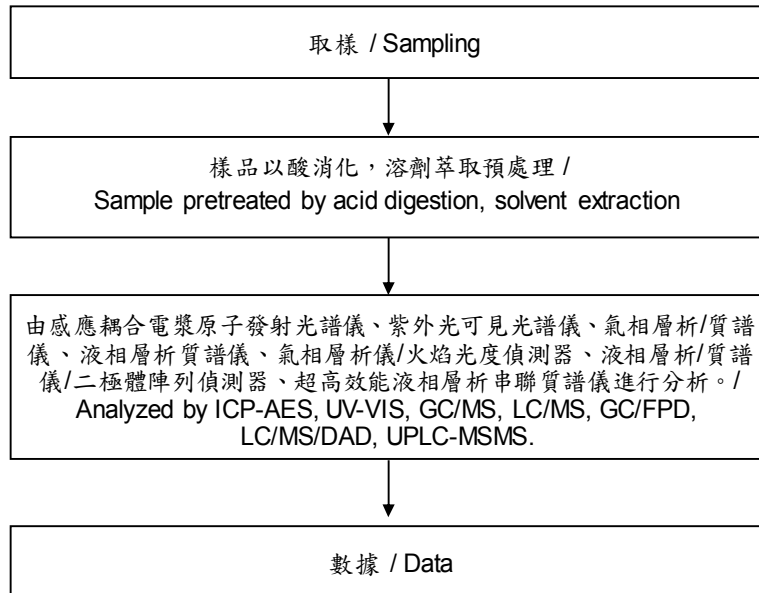 取樣 / Sampling
樣品以酸消化，溶劑萃取預處理 /
Sample pretreated by acid digestion, solvent extraction
由感應耦合電漿原子發射光譜儀、紫外光可見光譜儀、氣相層析/質譜
儀、液相層析質譜儀、氣相層析儀/火焰光度偵測器、液相層析/質譜
儀/二極體陣列偵測器、超高效能液相層析串聯質譜儀進行分析。/
Analyzed by ICP-AES, UV-VIS, GC/MS, LC/MS, GC/FPD,
LC/MS/DAD, UPLC-MSMS.
數據 / Data